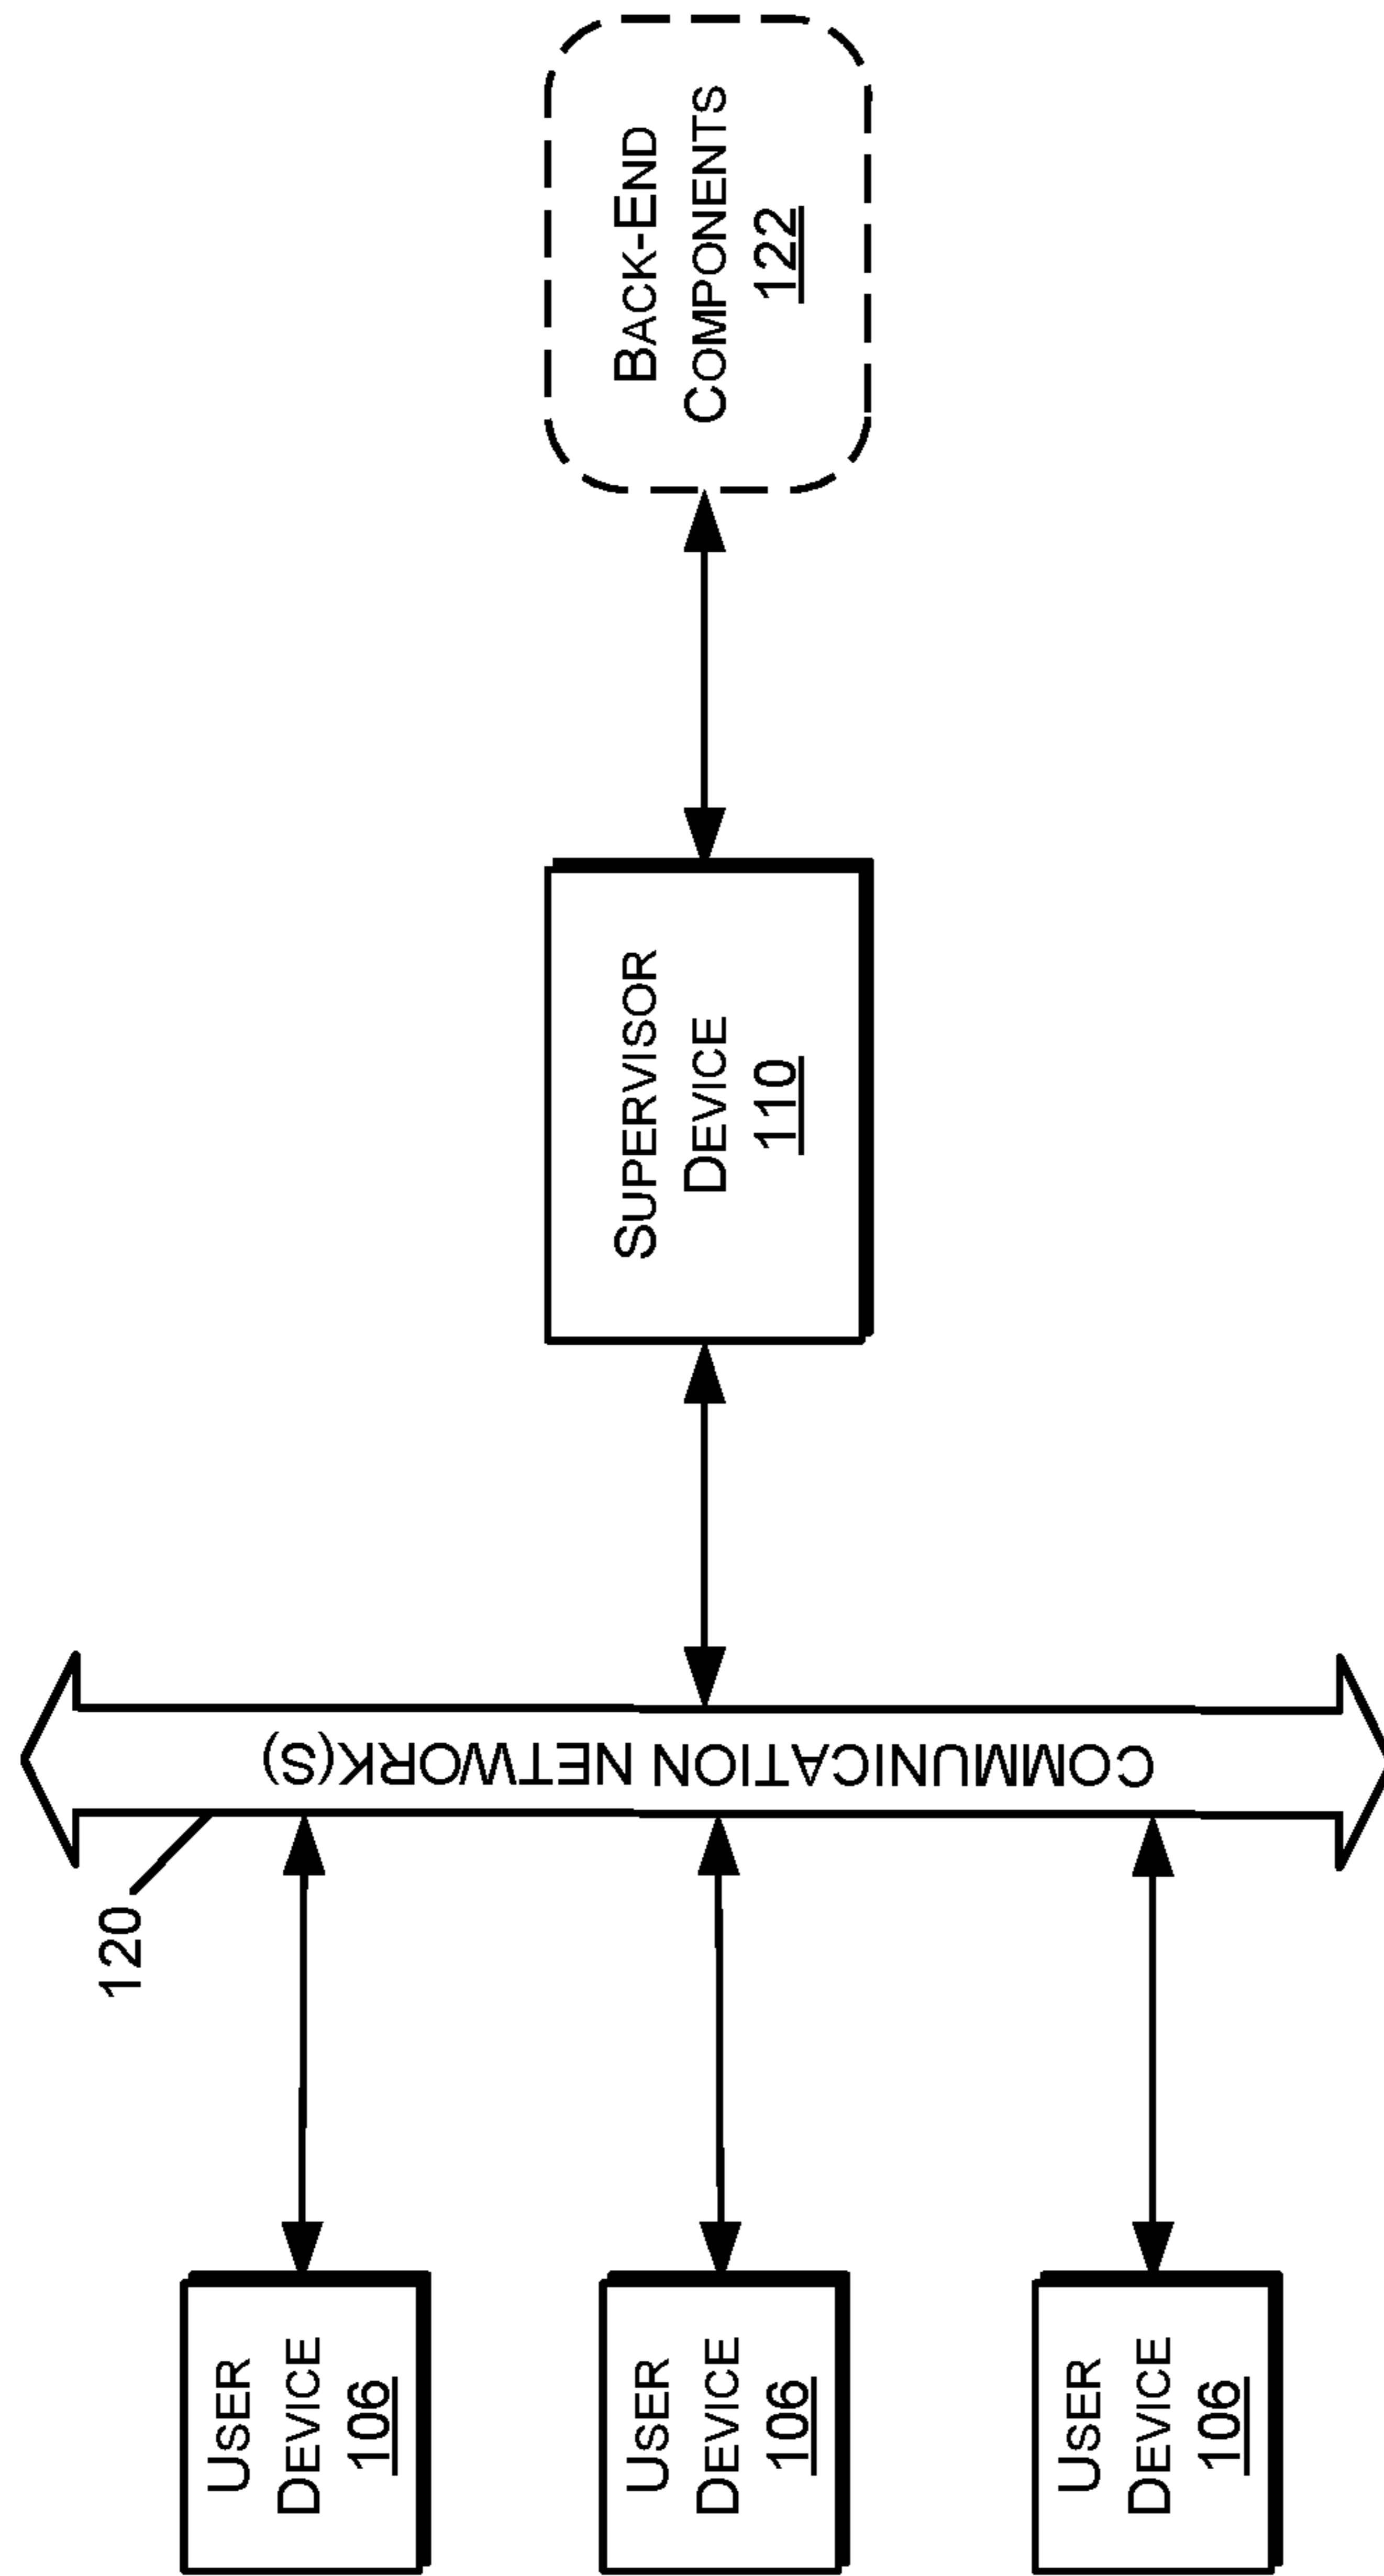 USER
DEVICE
106
USER
DEVICE
106
USER
DEVICE
106
120
COMMUNICATION NETWORK(S)
SUPERVISOR
DEVICE
110
BACK-END
COMPONENTS
122